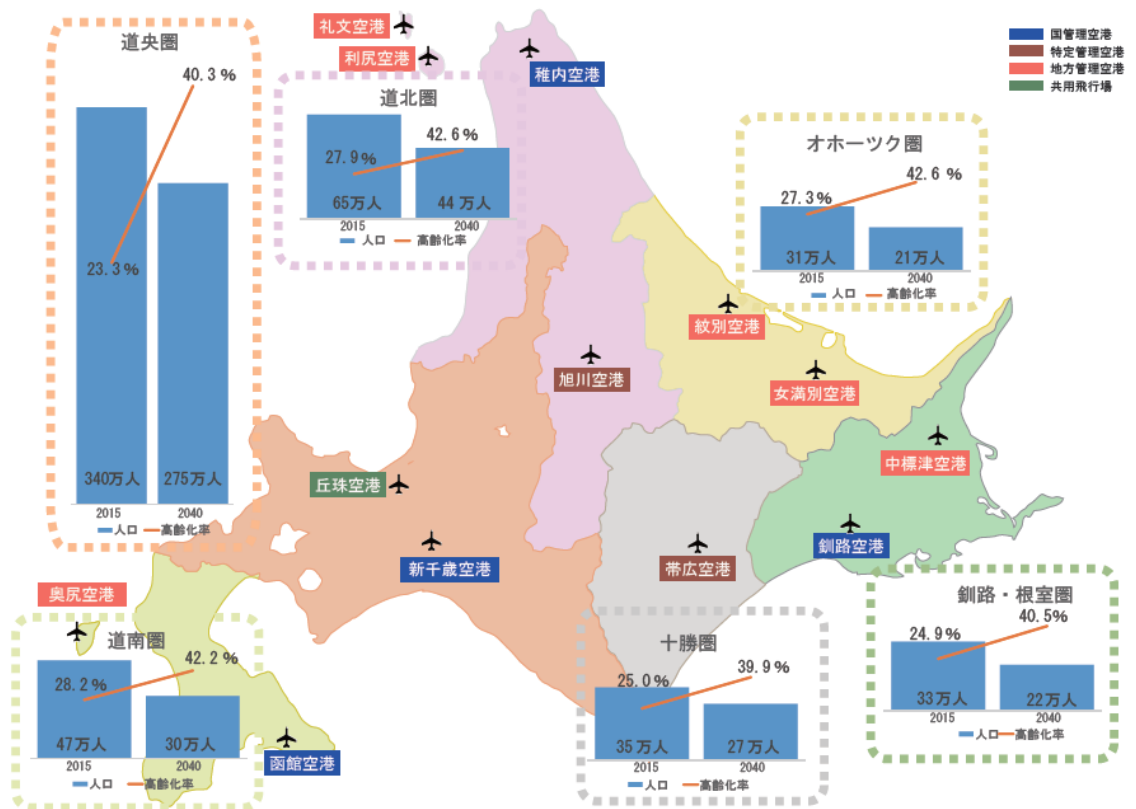 道央圏
40.3％
23.3％
340万人
275万人
2015
2040
人口
高齢化率
礼文空港
利尻空港
稚内空港
国管理空港
特定管理空港
地方管理空港
共用飛行場
道北圏
27.9％
42.6％
65万人
44万人
2015
2040
人口
高齢化率
オホーツク圏
27.3％
42.6％
31万人
21万人
2015
2040
人口
高齢化率
紋別空港
旭川空港
女満別空港
中標津空港
丘珠空港
新千歳空港
帯広空港
釧路空港
奥尻空港
道南圏
28.2％
42.2％
47万人
30万人
2015
2040
人口
高齢化率
函館空港
十勝圏
25.0％
39.9％
35万人
27万人
2015
2040
人口
高齢化率
釧路・根室圏
24.9％
40.5％
33万人
22万人
2015
2040
人口
高齢化率